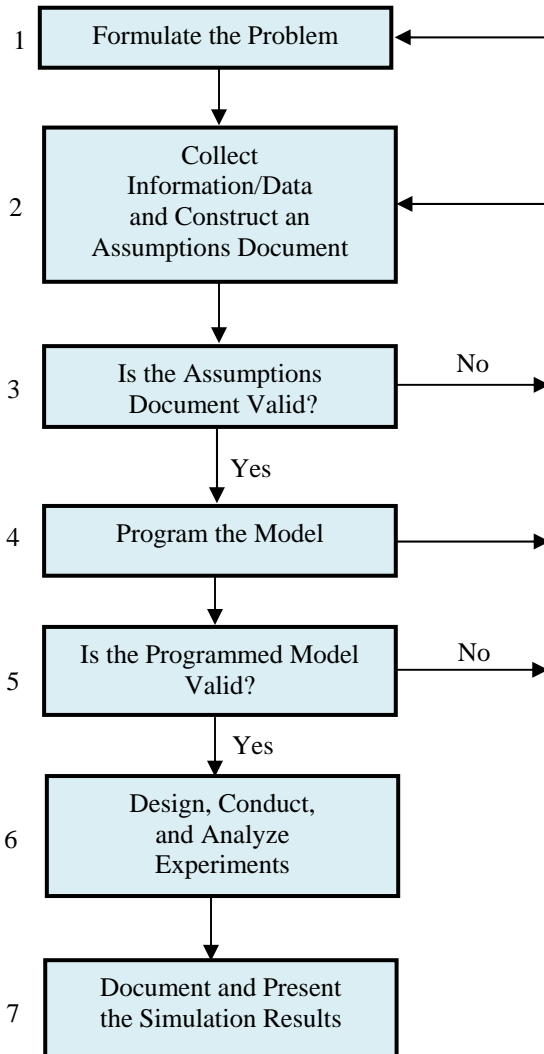 1
Formulate the Problem
2
Collect
Information/Data
and Construct an
Assumptions Document
3
Is the Assumptions
Document Valid?
No
Yes
4
Program the Model
5
Is the Programmed Model
Valid?
No
Yes
6
Design, Conduct,
and Analyze
Experiments
7
Document and Present
the Simulation Results